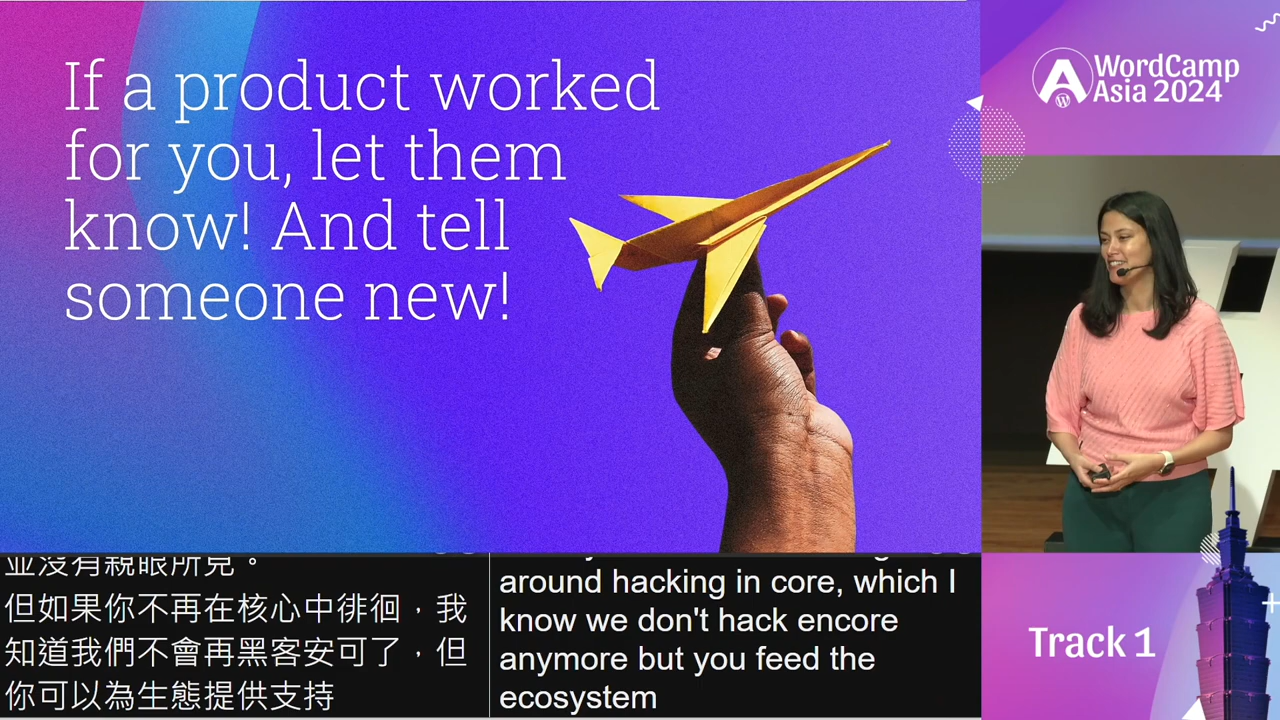 If a product worked
for you, let them
know! And tell
someone new!
WordCamp
Asia 2024
並沒有親眼所見。
但如果你不再在核心中徘徊，我
知道我們不會再黑客安可了，但
你可以為生態提供支持
around hacking in core, which I
know we don't hack encore
anymore but you feed the
ecosystem
Track 1